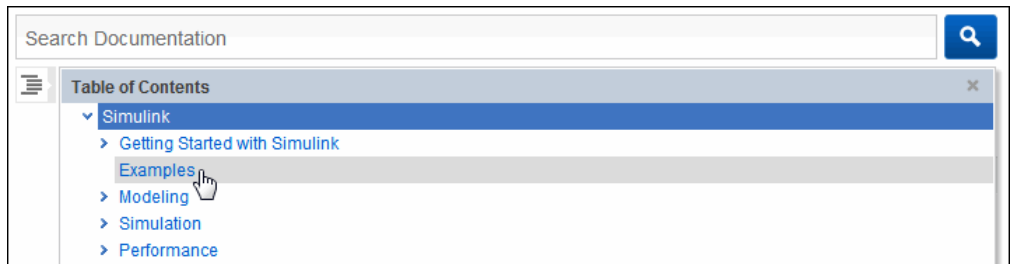 Search Documentation
Table of Contents
Simulink
Getting Started with Simulink
Examples
Modeling
Simulation
Performance